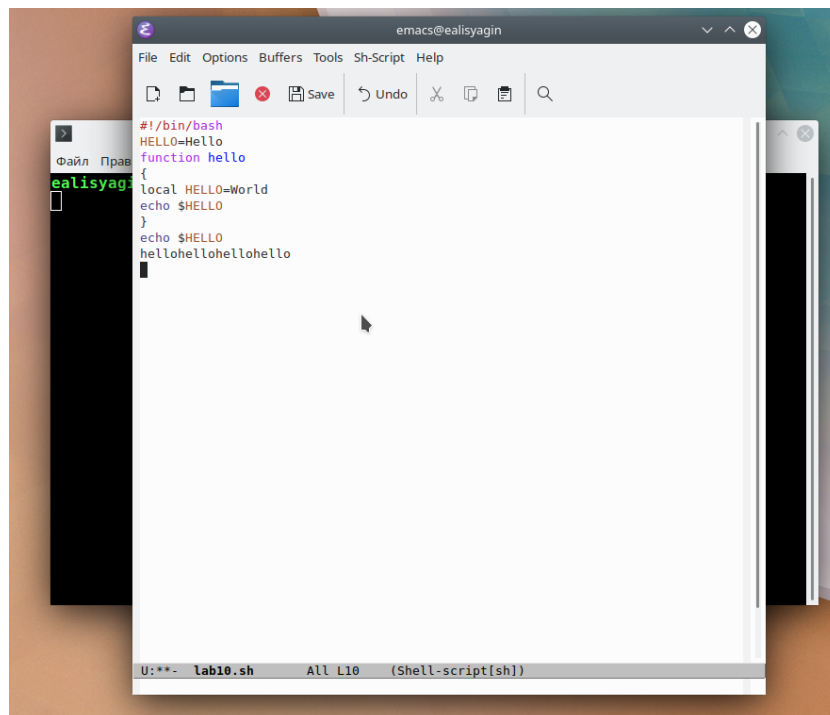 emacs@ealisyagin
File Edit Options Buffers Tools Sh-Script Help
Save Undo
#!/bin/bash
HELLO=Hello
function hello
{
local HELLO=World
echo $HELLO
}
echo $HELLO
hellohellohellohello
U:**- lab10.sh All L10 (Shell-script[sh])
Файл Прав
ealisyagi